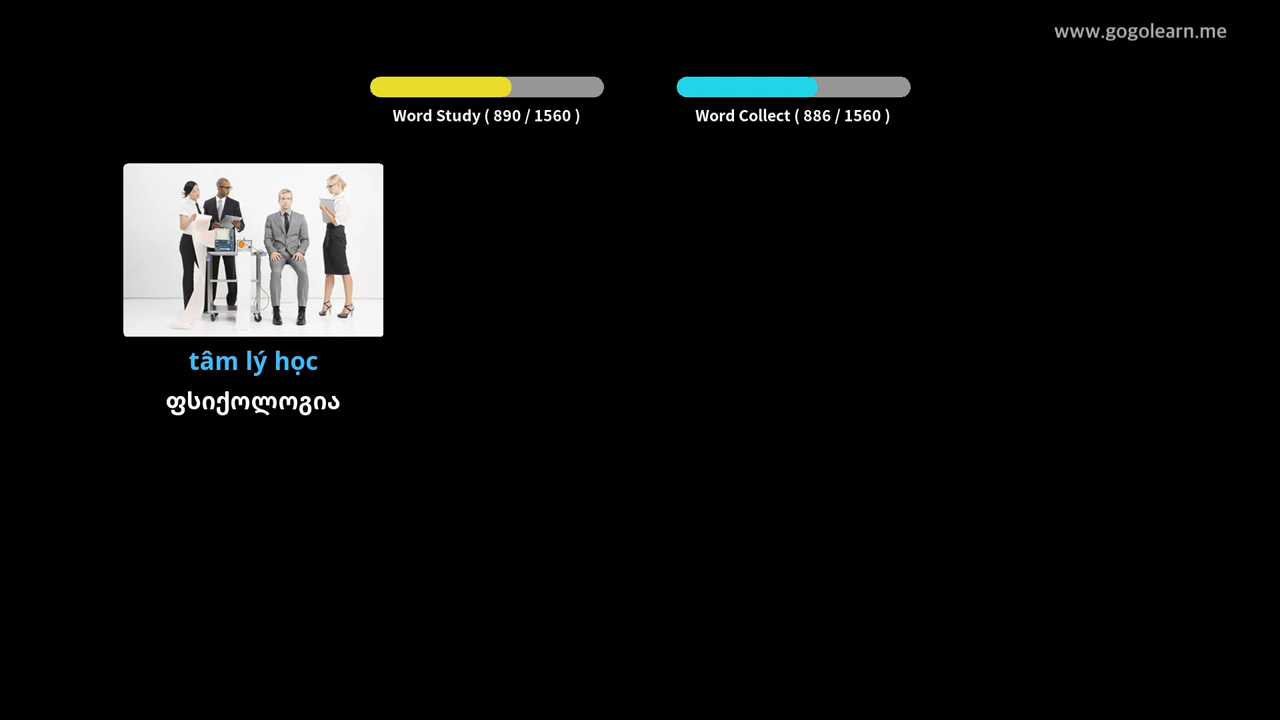 www.gogolearn.me
Word Study ( 890 / 1560 )
Word Collect ( 886 / 1560 )
tâm lý học
ფსიქოლოგია